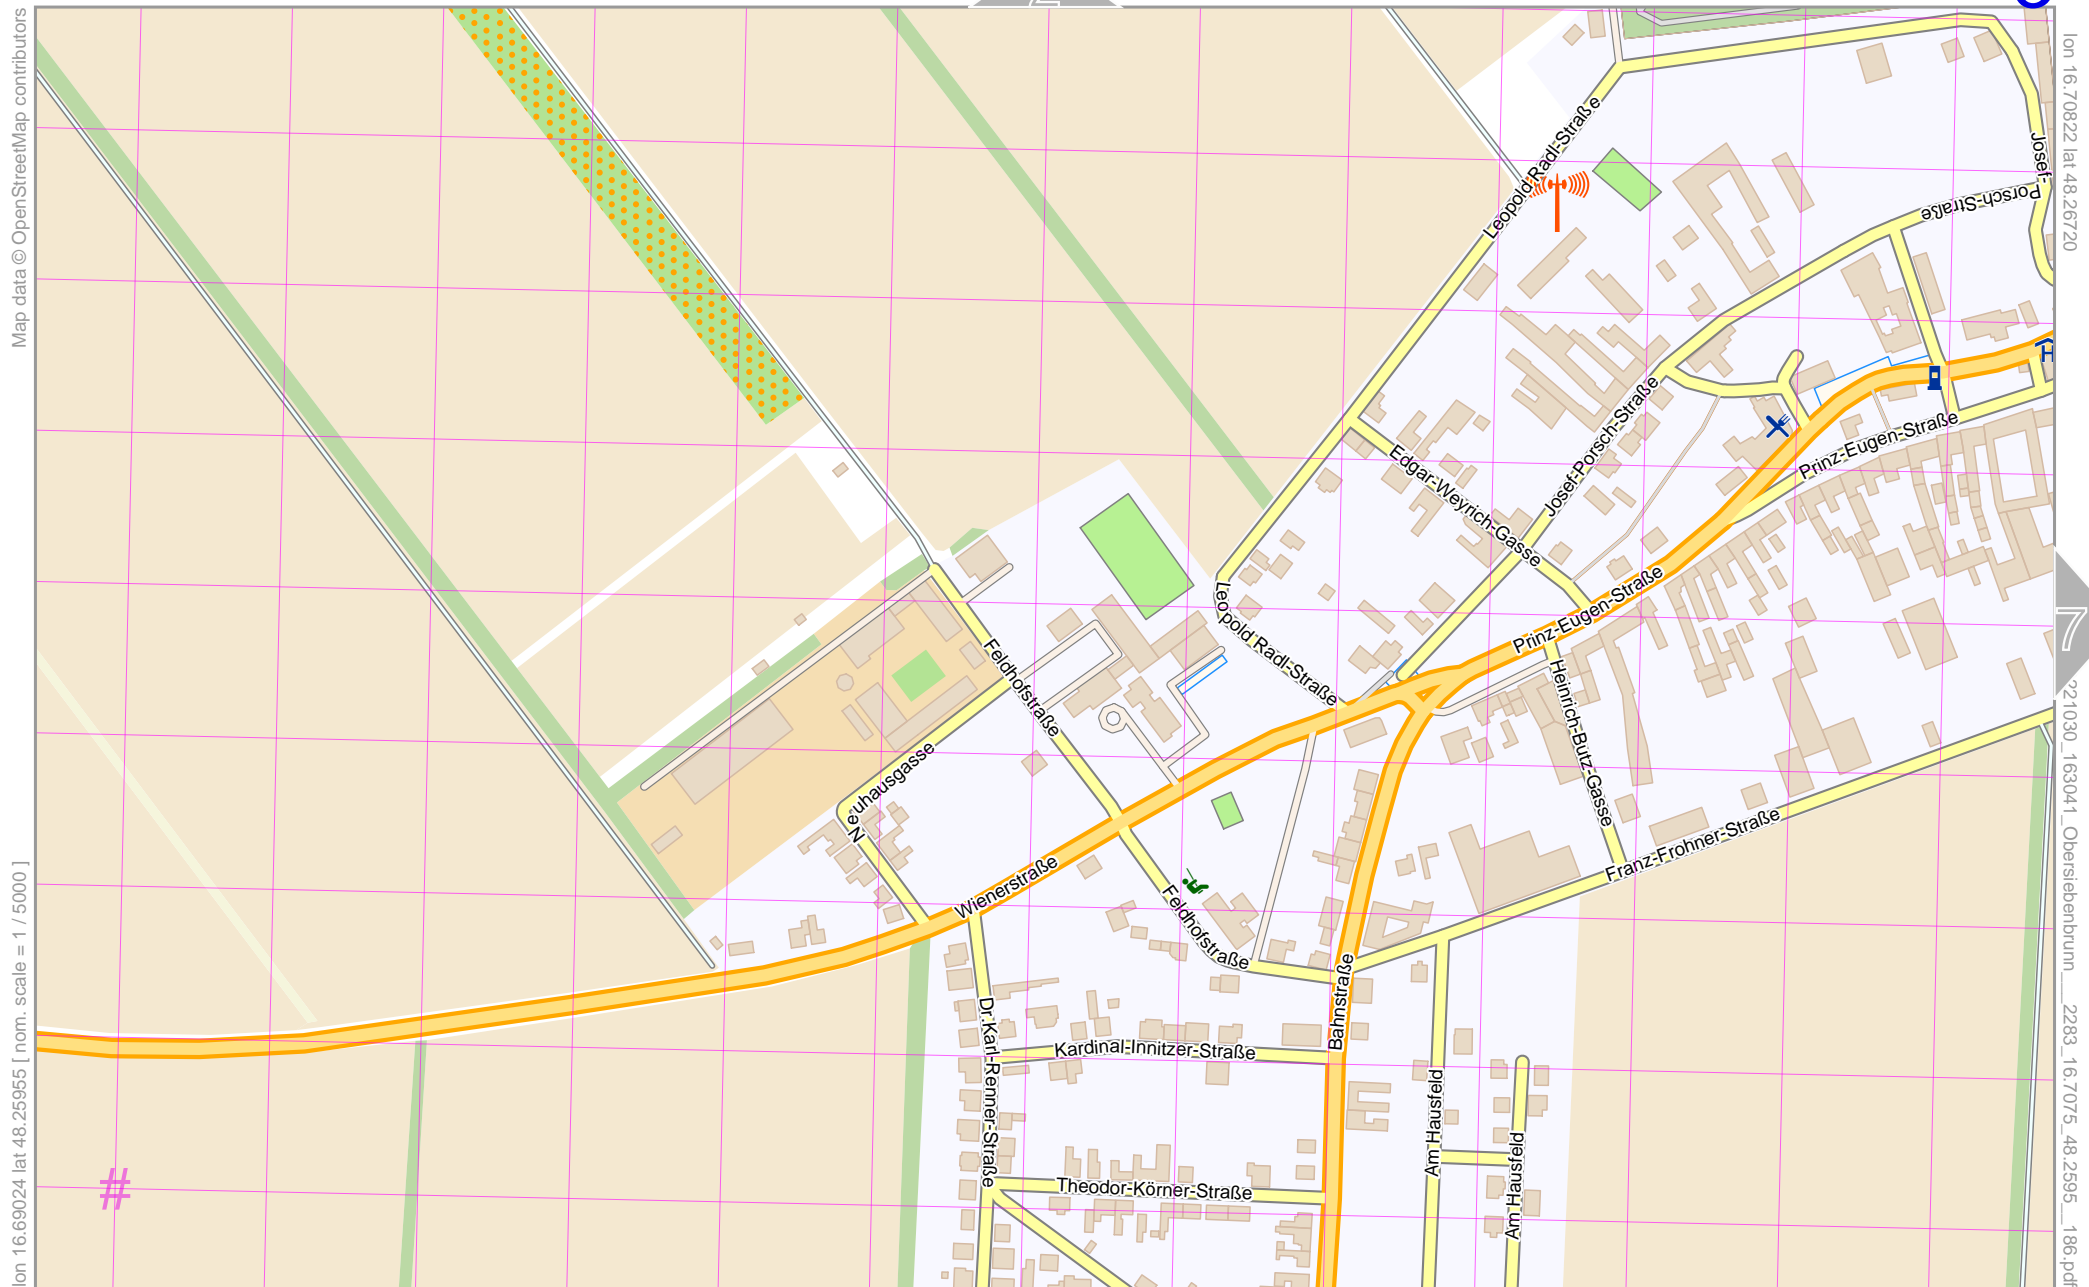 2
Map data © OpenStreetMap contributors
lon 16.70822 lat 48.26720
Leopold Radl-Straße
Josef-
Porsch-Straße
Josef-Porsch-Straße
Edgar-Weyrich-Gasse
Prinz-Eugen-Straße
Prinz-Eugen-Straße
H
Leopold Radl-Straße
Feldhofstraße
Neuhausgasse
Heinrich-Butz-Gasse
7
Wienerstraße
Franz-Frohner-Straße
Feldhofstraße
Bahnstraße
Dr.Karl-Renner-Straße
Kardinal-Innitzer-Straße
Am Hausfeld
Am Hausfeld
Theodor-Körner-Straße
#
lon 16.69024 lat 48.25955 [ nom. scale = 1 / 5000 ]
221030_163041_Obersiebenbrunn___2283_16.7075_48.2595__186.pdf